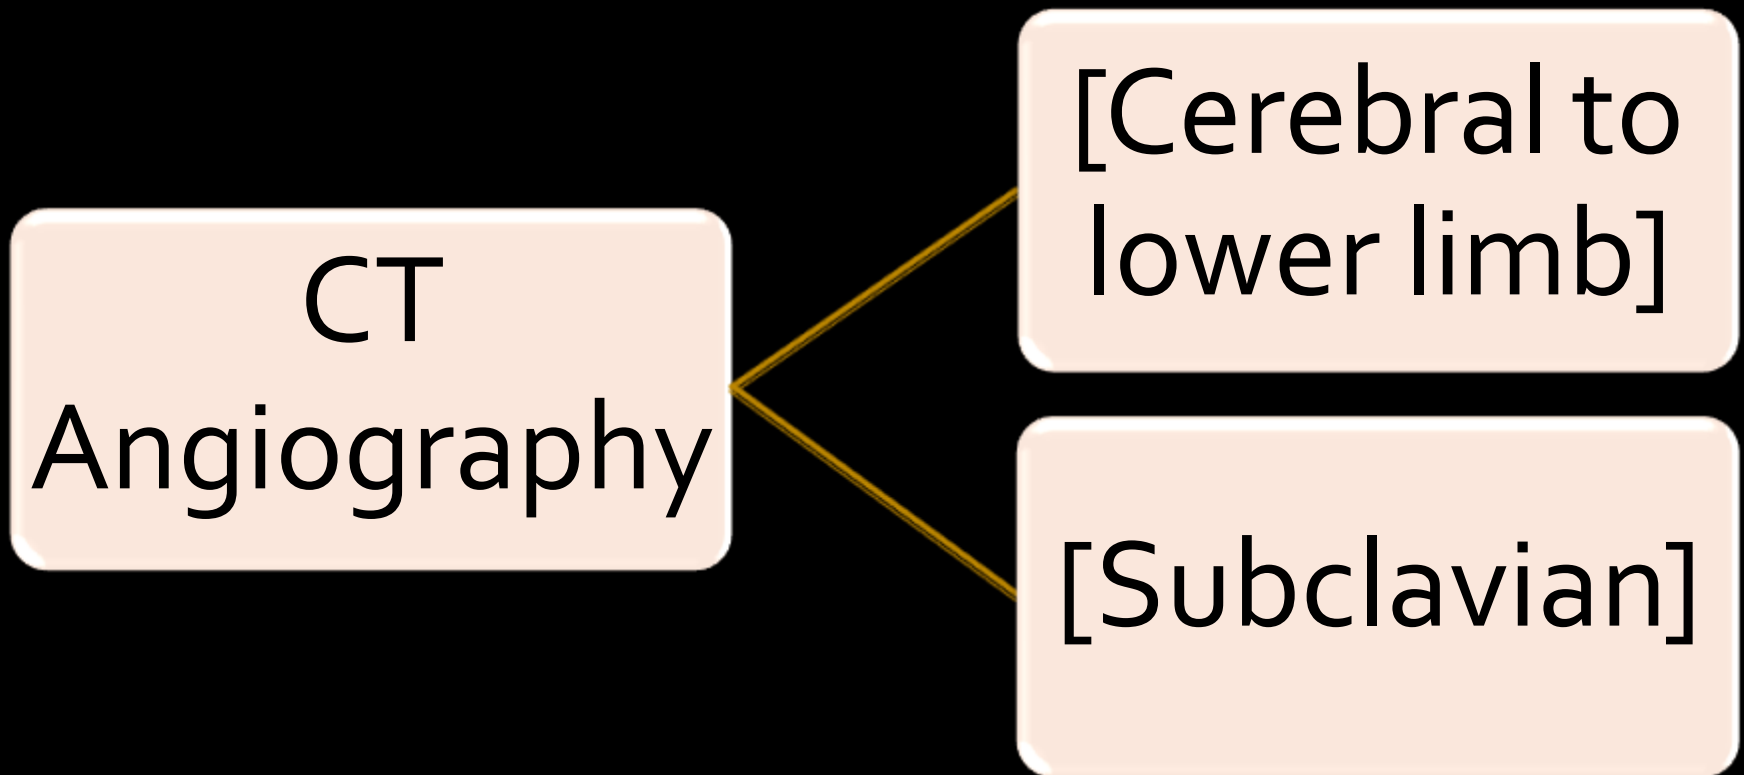 CT
Angiography
[Cerebral to
lower limb]
[Subclavian]